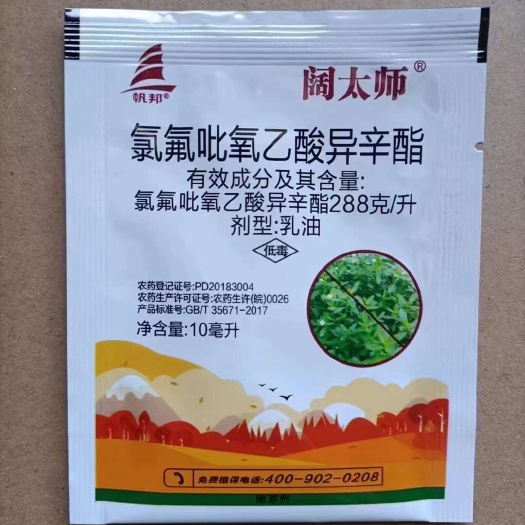 帆邦®
阔太师®
氯氟吡氧乙酸异辛酯
有效成分及其含量:
氯氟吡氧乙酸异辛酯288克/升
剂型:乳油
低毒
农药登记证号:PD20183004
农药生产许可证号:农药生许(皖)0026
产品标准号:GB/T 35671-2017
净含量:10毫升
免费植保电话:400-902-0208
除草剂